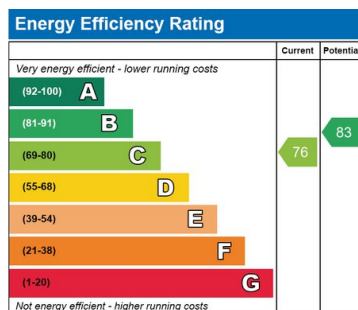 Energy Efficiency Rating
Current Potential
Very energy efficient - lower running costs
(92-100) A
(81-91) B
(69-80) C
(55-68) D
(39-54) E
(21-38) F
(1-20) G
76
83
Not energy efficient - higher running costs